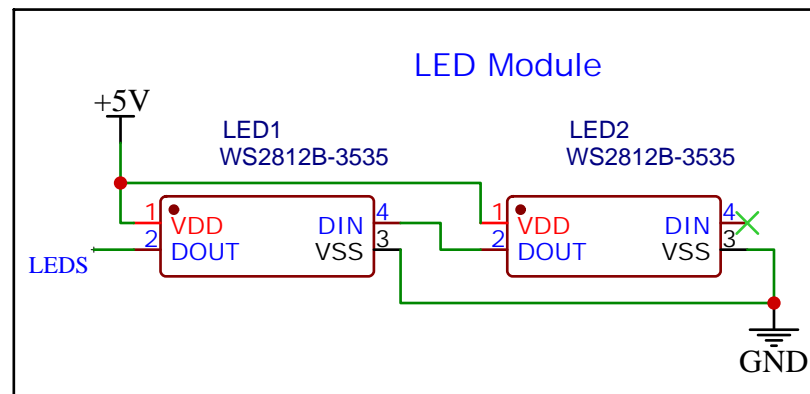 LED Module
+5V
LED1
WS2812B-3535
LED2
WS2812B-3535
1 VDD DIN 4
2 DOUT VSS 3
1 VDD DIN 4
2 DOUT VSS 3
LEDS
GND